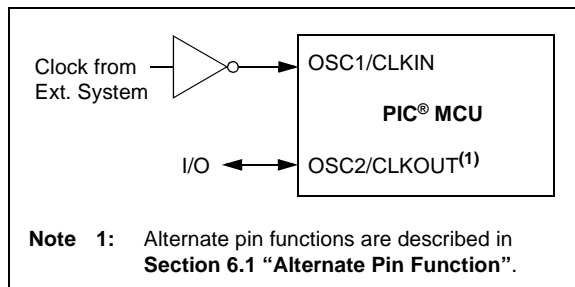 Clock from
Ext. System
OSC1/CLKIN
PIC® MCU
I/O
OSC2/CLKOUT(1)
Note 1: Alternate pin functions are described in
Section 6.1 “Alternate Pin Function”.